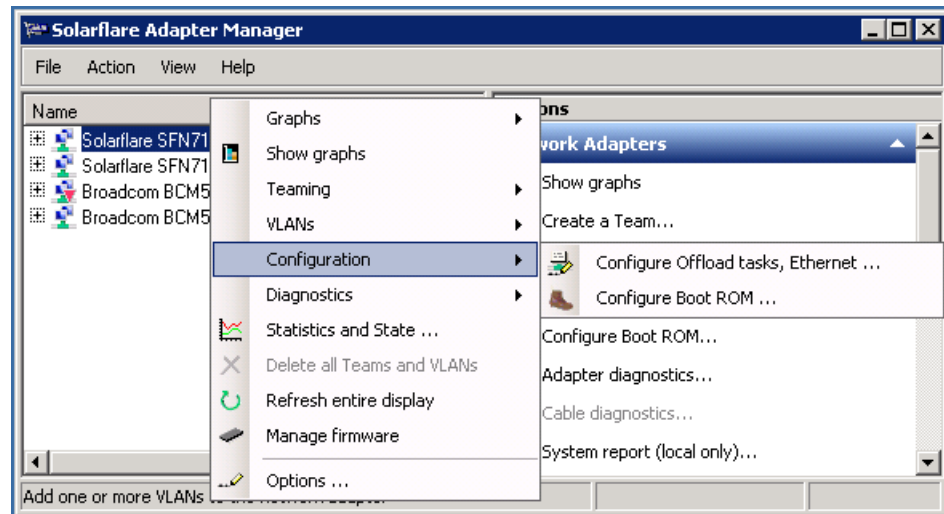 Solarflare Adapter Manager
File Action View Help
Name
Solarflare SFN71
Solarflare SFN71
Broadcom BCM5
Broadcom BCM5
Graphs
Show graphs
Teaming
VLANs
Configuration
Diagnostics
Statistics and State ...
Delete all Teams and VLANs
Refresh entire display
Manage firmware
Options ...
Configure Offload tasks, Ethernet ...
Configure Boot ROM ...
ons
work Adapters
Show graphs
Create a Team...
Configure Boot ROM...
Adapter diagnostics...
Cable diagnostics...
System report (local only)...
Add one or more VLANs